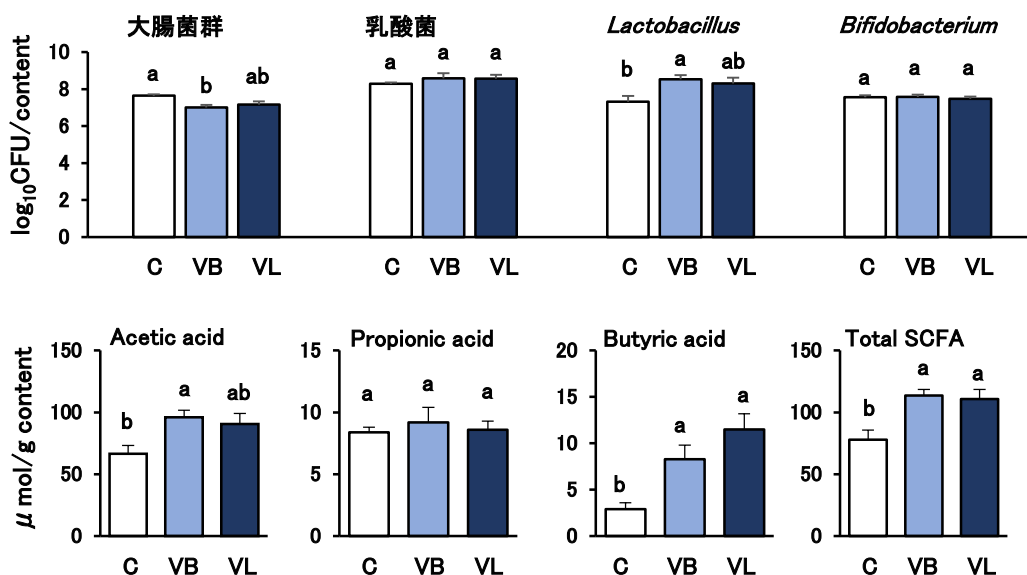 大腸菌群 乳酸菌 Lactobacillus Bifidobacterium
log10CFU/content
10
8
6
4
2
0
a b ab
a a a
b a ab
a a a
C VB VL C VB VL C VB VL C VB VL
Acetic acid Propionic acid Butyric acid Total SCFA
μmol/g content
150
100
50
0
b a ab
C VB VL
15
10
5
0
a a a
C VB VL
20
15
10
5
0
b a a
C VB VL
150
100
50
0
b a a
C VB VL